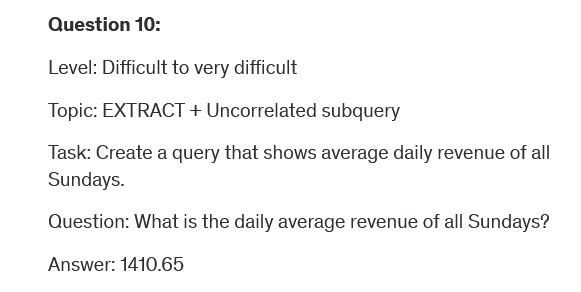 Question 10:
Level: Difficult to very difficult
Topic: EXTRACT + Uncorrelated subquery
Task: Create a query that shows average daily revenue of all
Sundays.
Question: What is the daily average revenue of all Sundays?
Answer: 1410.65